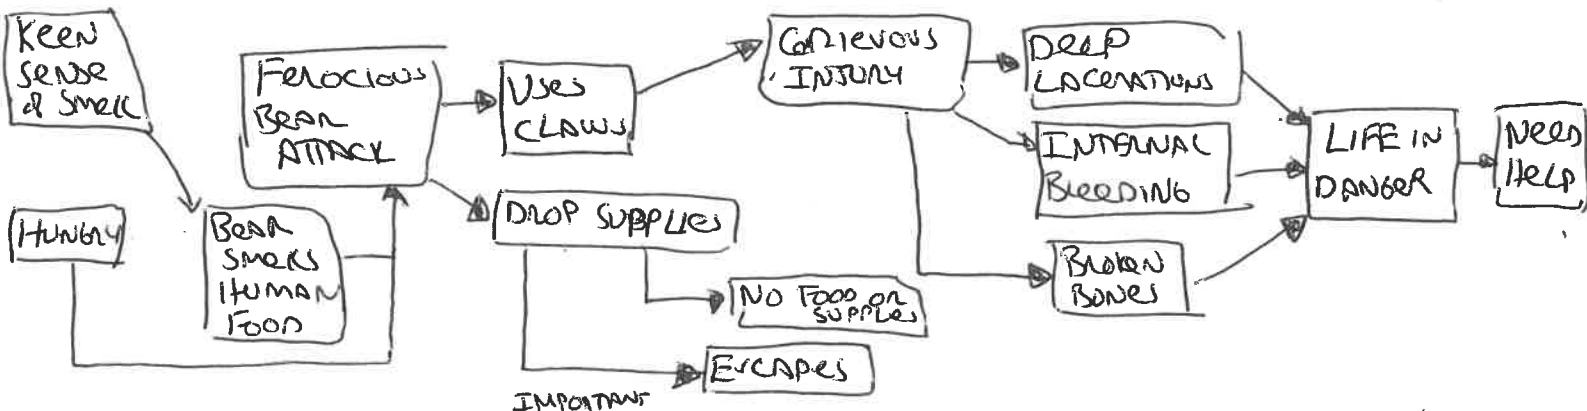 KEEN
SENSE
of SMELL
HUNGRY
BEAR
SMELLS
HUMAN
FOOD
FEROCIOUS
BEAR
ATTACK
USES
CLAWS
DROP SUPPLIES
NO FOOD OR
SUPPLIES
ESCAPES
IMPORTANT
GRIEVOUS
INJURY
DEEP
LACERATIONS
INTERNAL
BLEEDING
BROKEN
BONES
LIFE IN
DANGER
NEED
HELP